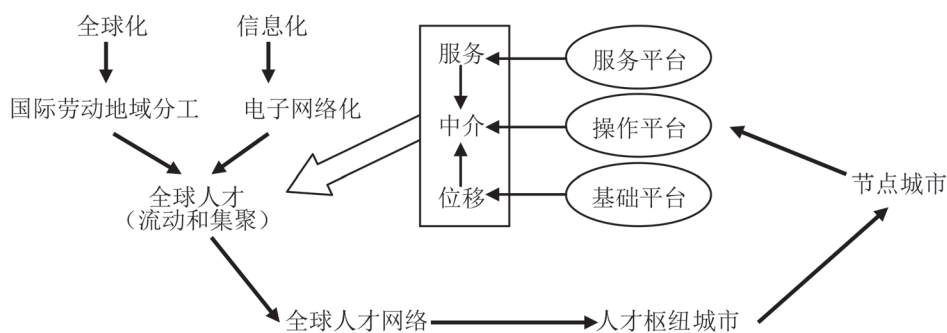 全球化
信息化
国际劳动地域分工
电子网络化
全球人才
（流动和集聚）
服务
中介
位移
服务平台
操作平台
基础平台
节点城市
全球人才网络
人才枢纽城市